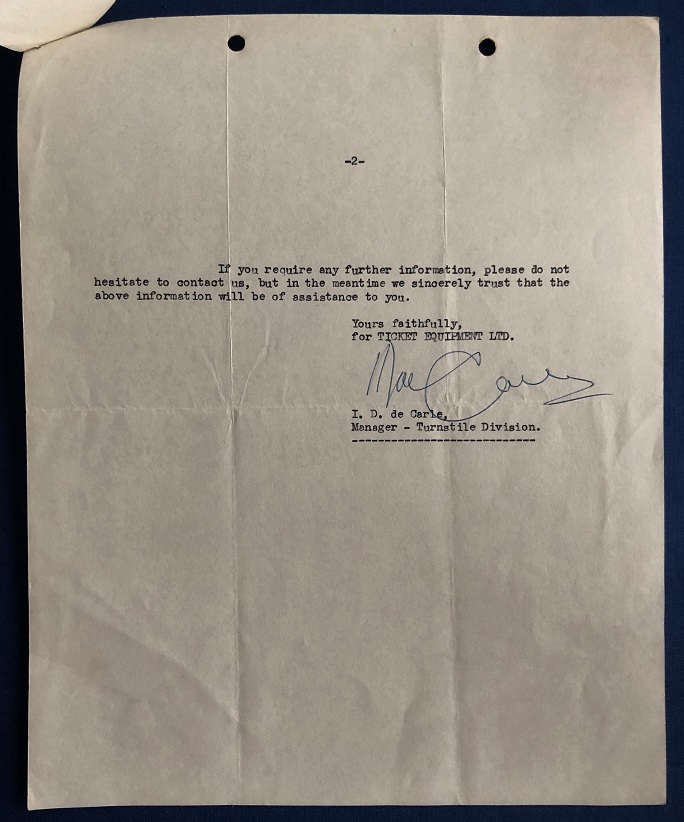 -2-
If you require any further information, please do not
hesitate to contact us, but in the meantime we sincerely trust that the
above information will be of assistance to you.
Yours faithfully,
for TICKET EQUIPMENT LTD.
I. D. de Carle,
Manager - Turnstile Division.